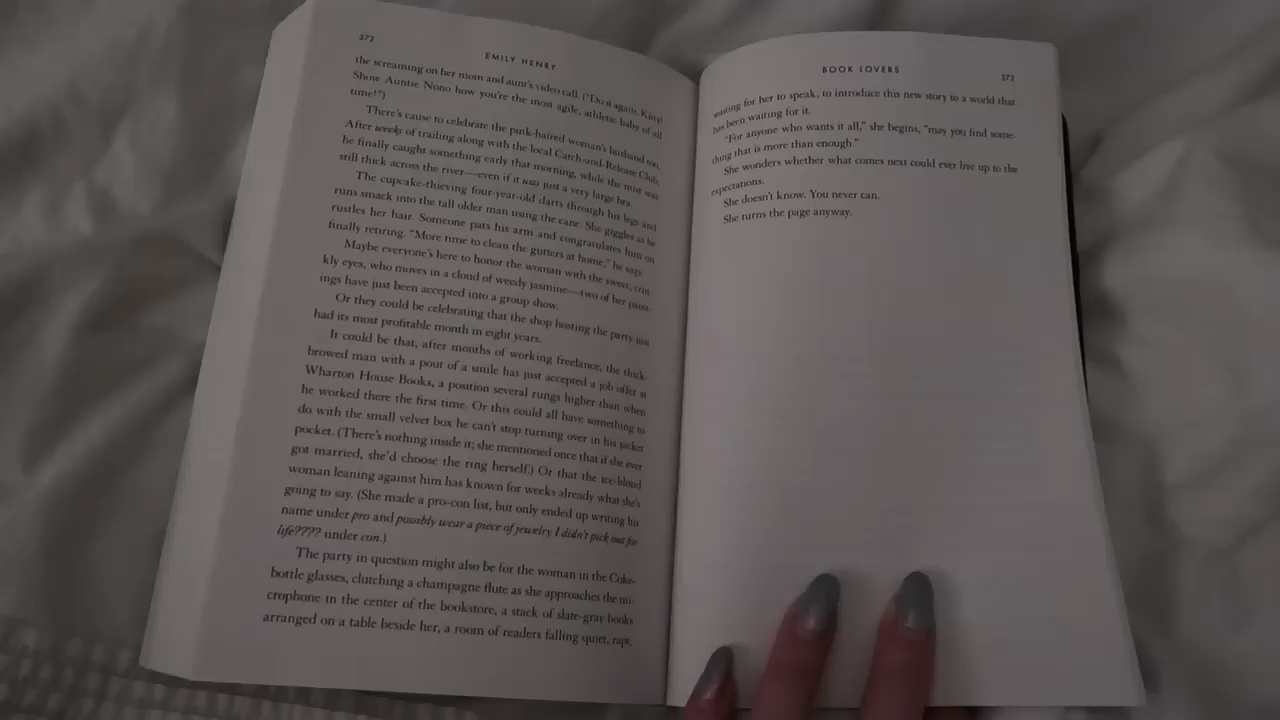 372
EMILY HENRY
the screaming on her mom and aunt's video call. ("Do it again, Kitty!
Show Auntie Nono how you're the most agile, athletic baby of all
time!")
There's cause to celebrate the pink-haired woman's husband too.
After weeks of trailing along with the local Catch-and-Release Club,
he finally caught something early that morning, while the mist was
still thick across the river—even if it was just a very large bra.
The cupcake-thieving four-year-old darts through his legs and
runs smack into the tall older man using the cane. She giggles as he
rustles her hair. Someone pats his arm and congratulates him on
finally retiring. "More time to clean the gutters at home," he says.
Maybe everyone's here to honor the woman with the sweet, crin-
kly eyes, who moves in a cloud of weedy jasmine—two of her paint-
ings have just been accepted into a group show.
Or they could be celebrating that the shop hosting the party just
had its most profitable month in eight years.
It could be that, after months of working freelance, the thick-
browed man with a pout of a smile has just accepted a job offer at
Wharton House Books, a position several rungs higher than when
he worked there the first time. Or this could all have something to
do with the small velvet box he can't stop turning over in his jacket
pocket. (There's nothing inside it; she mentioned once that if she ever
got married, she'd choose the ring herself.) Or that the ice-blond
woman leaning against him has known for weeks already what she's
going to say. (She made a pro-con list, but only ended up writing his
name under pro and possibly wear a piece of jewelry I didn't pick out for
life???? under con.)
The party in question might also be for the woman in the Coke-
bottle glasses, clutching a champagne flute as she approaches the mi-
crophone in the center of the bookstore, a stack of slate-gray books
arranged on a table beside her, a room of readers falling quiet, rapt,
BOOK LOVERS
373
waiting for her to speak, to introduce this new story to a world that
has been waiting for it.
"For anyone who wants it all," she begins, "may you find some-
thing that is more than enough."
She wonders whether what comes next could ever live up to the
expectations.
She doesn't know. You never can.
She turns the page anyway.